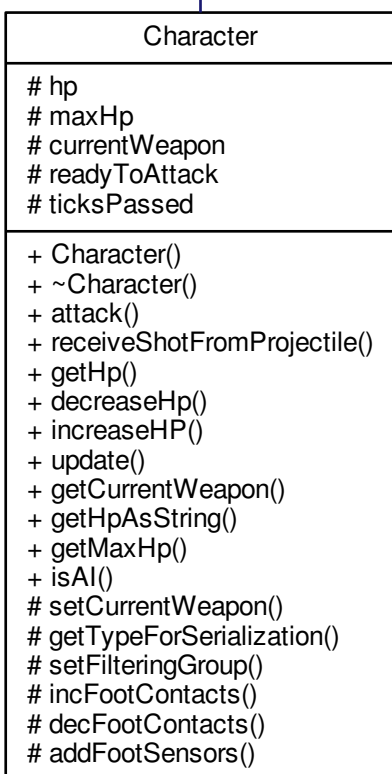 Character
# hp
# maxHp
# currentWeapon
# readyToAttack
# ticksPassed
+ Character()
+ ~Character()
+ attack()
+ receiveShotFromProjectile()
+ getHp()
+ decreaseHp()
+ increaseHP()
+ update()
+ getCurrentWeapon()
+ getHpAsString()
+ getMaxHp()
+ isAI()
# setCurrentWeapon()
# getTypeForSerialization()
# setFilteringGroup()
# incFootContacts()
# decFootContacts()
# addFootSensors()